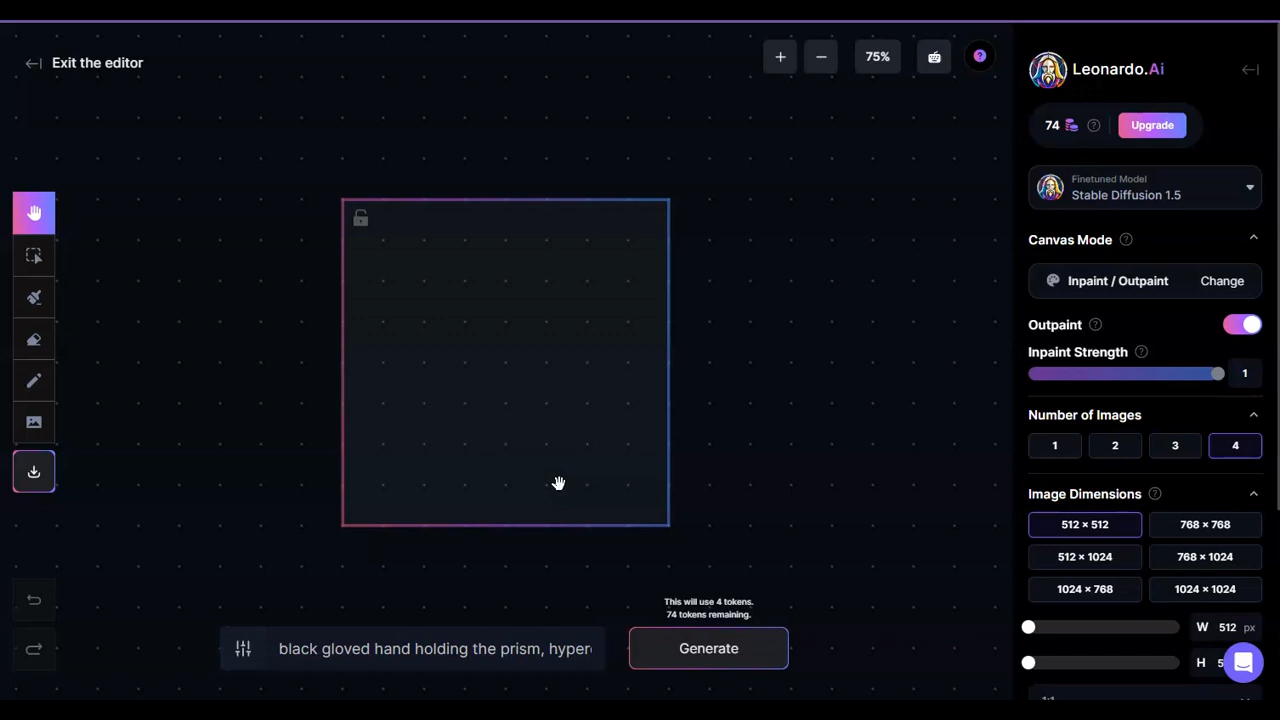 Exit the editor
75%
Leonardo.Ai
74
Upgrade
Finetuned Model
Stable Diffusion 1.5
Canvas Mode
Inpaint / Outpaint
Change
Outpaint
Inpaint Strength
1
Number of Images
1
2
3
4
Image Dimensions
512 × 512
768 × 768
512 × 1024
768 × 1024
1024 × 768
1024 × 1024
W 512 px
H
This will use 4 tokens.
74 tokens remaining.
black gloved hand holding the prism, hyper
Generate